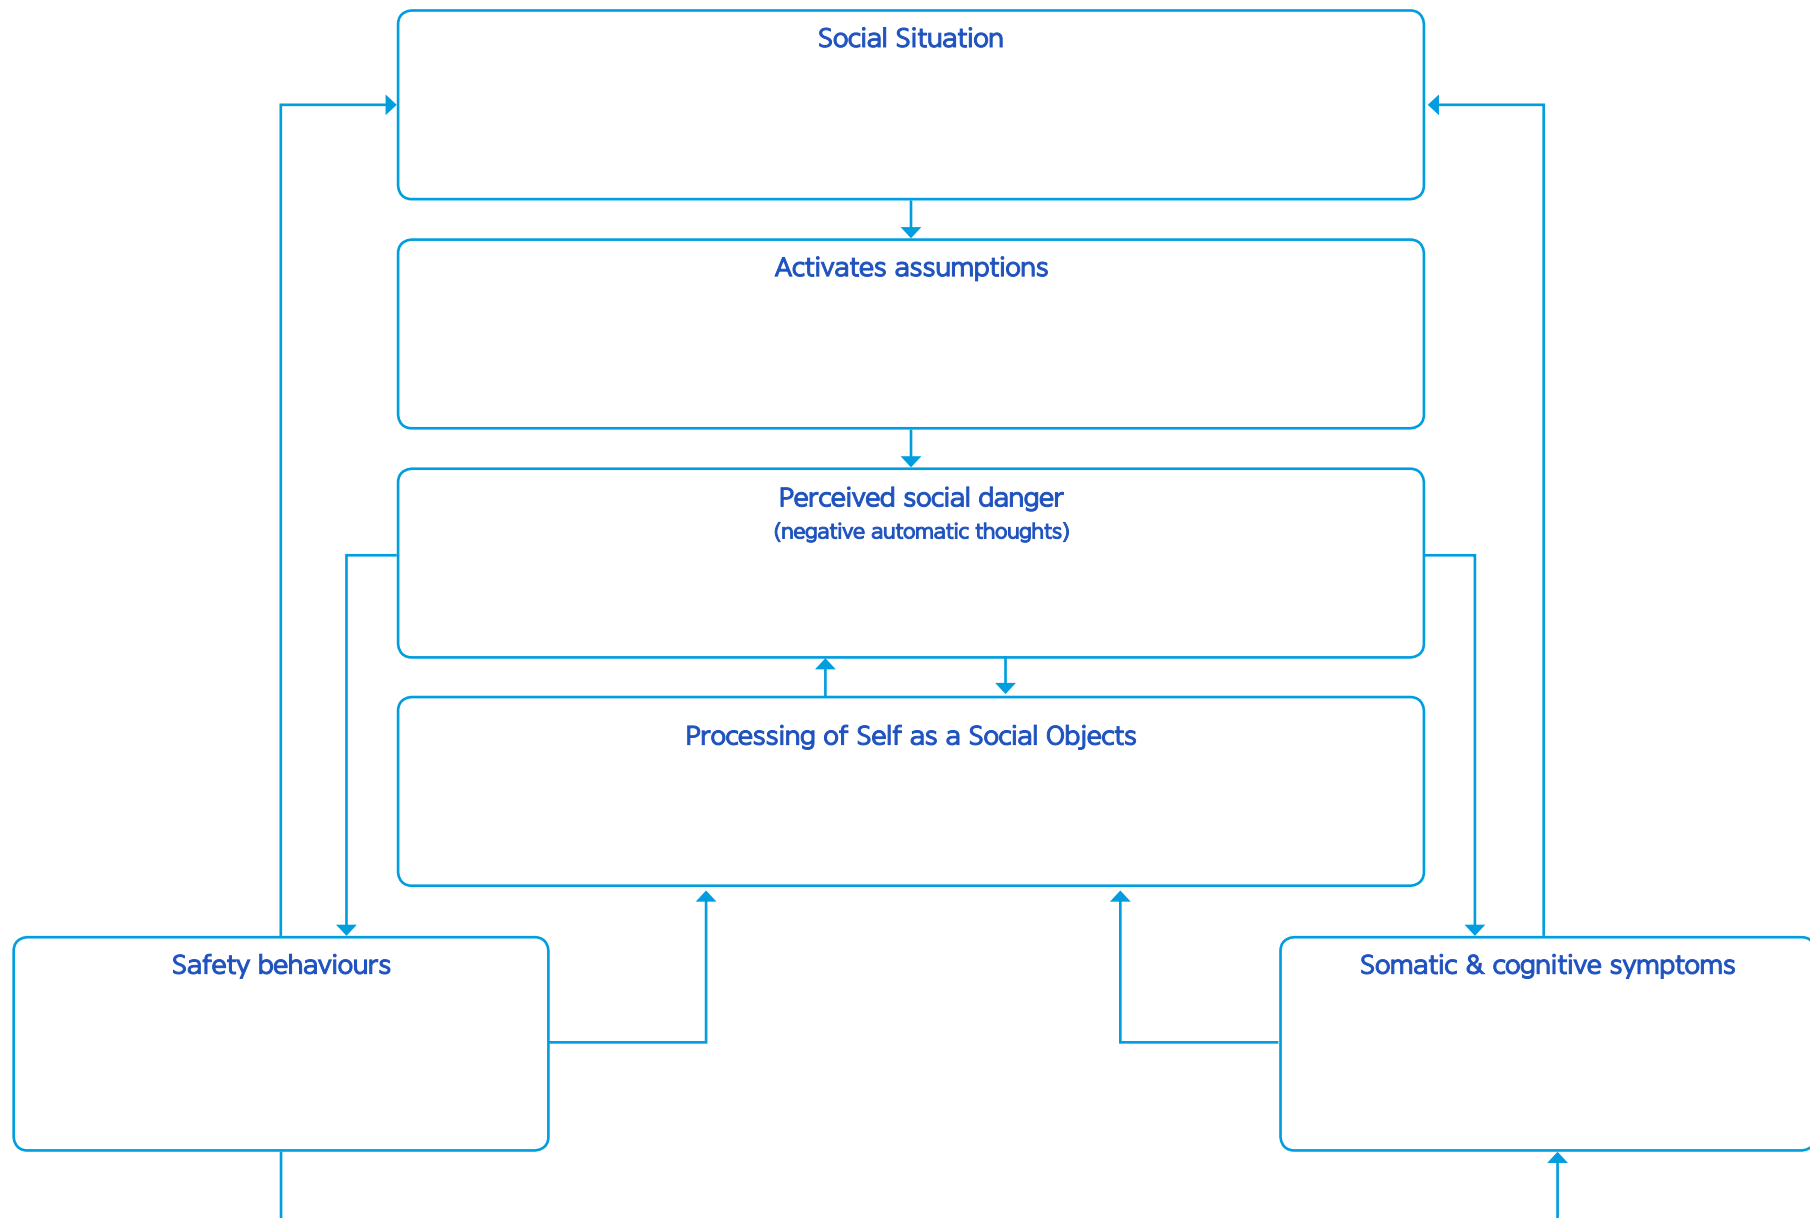 Social Situation
Activates assumptions
Perceived social danger
(negative automatic thoughts)
Processing of Self as a Social Objects
Safety behaviours
Somatic & cognitive symptoms